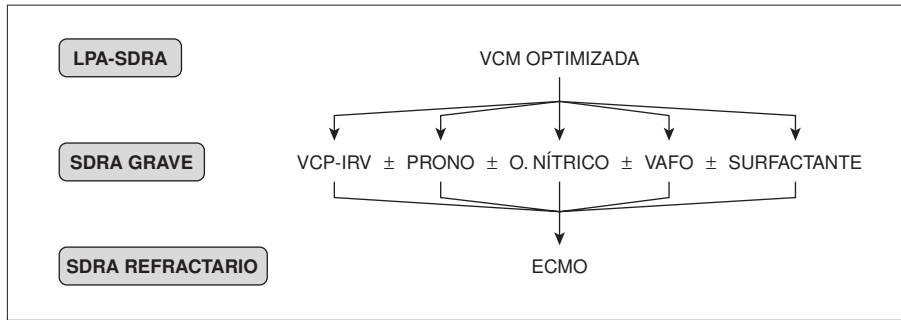 LPA-SDRA VCM OPTIMIZADA
SDRA GRAVE VCP-IRV ± PRONO ± O. NÍTRICO ± VAFO ± SURFACTANTE
SDRA REFRACTARIO ECMO